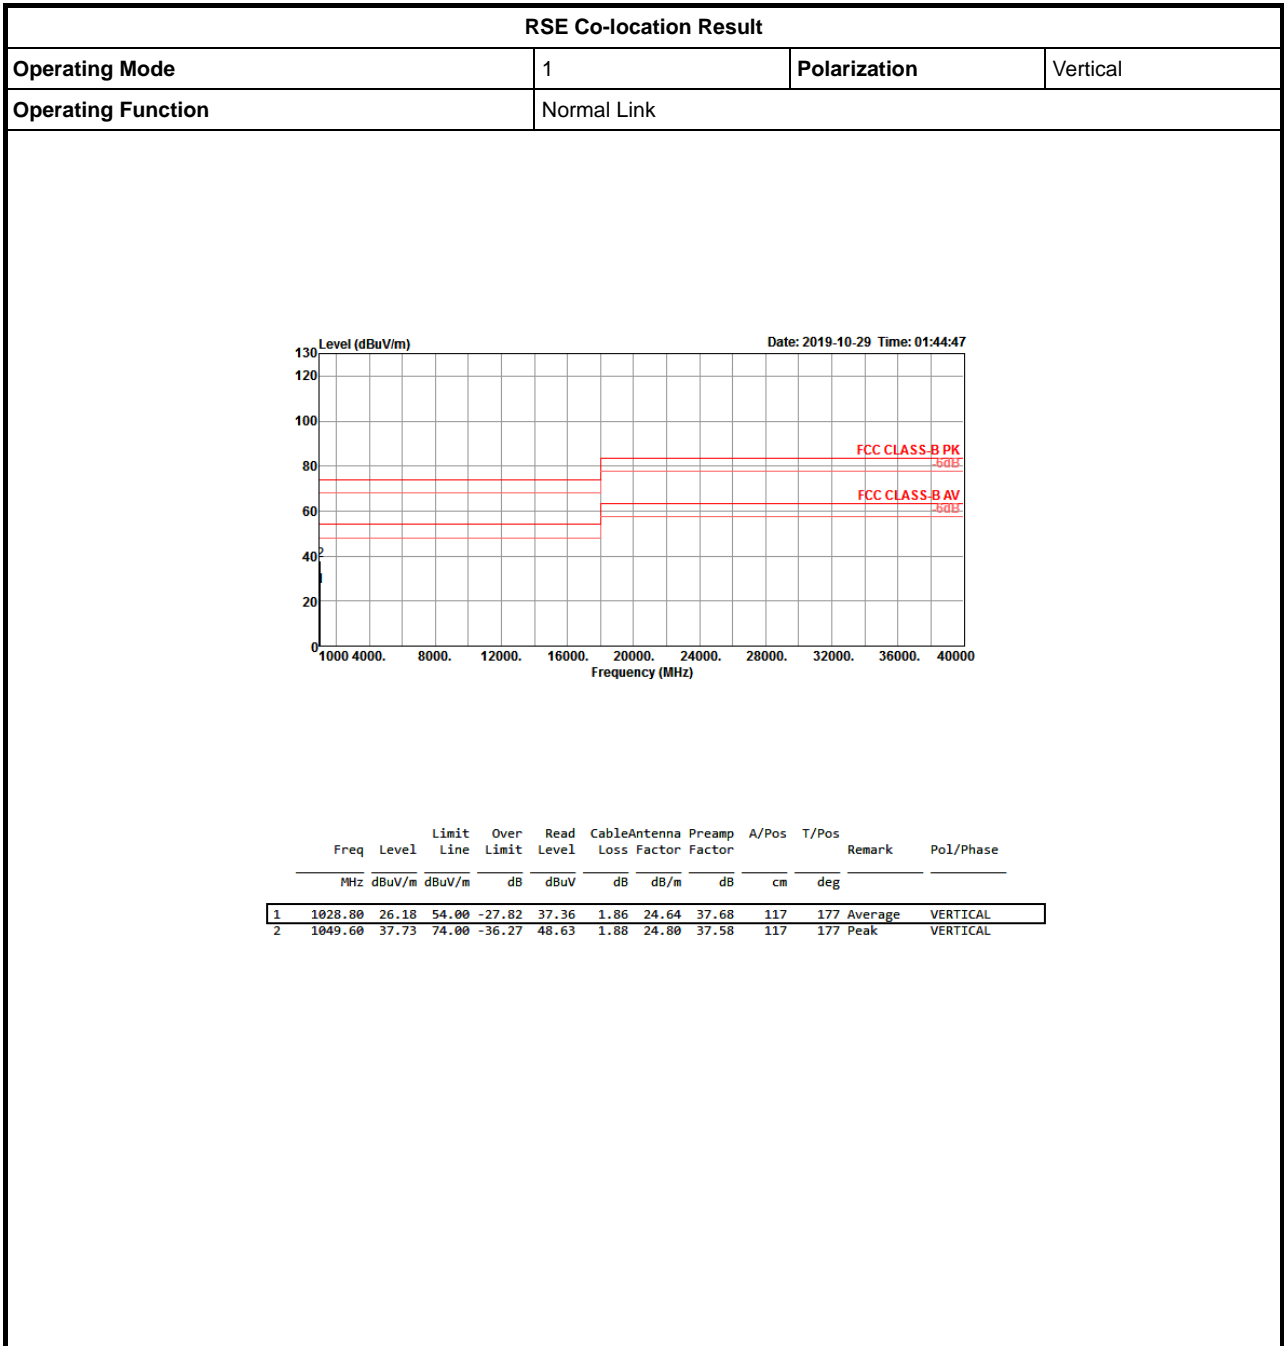 RSE Co-location Result
Operating Mode 1 Polarization Vertical
Operating Function Normal Link
Level (dBuV/m) Date: 2019-10-29 Time: 01:44:47
130
120
100
FCC CLASS-B PK
80 -6dB
FCC CLASS-B AV
60 -6dB
40 2
1
20
0
1000 4000. 8000. 12000. 16000. 20000. 24000. 28000. 32000. 36000. 40000
Frequency (MHz)
Limit Over Read CableAntenna Preamp A/Pos T/Pos
Freq Level Line Limit Level Loss Factor Factor Remark Pol/Phase
MHz dBuV/m dBuV/m dB dBuV dB dB/m dB cm deg
1 1028.80 26.18 54.00 -27.82 37.36 1.86 24.64 37.68 117 177 Average VERTICAL
2 1049.60 37.73 74.00 -36.27 48.63 1.88 24.80 37.58 117 177 Peak VERTICAL